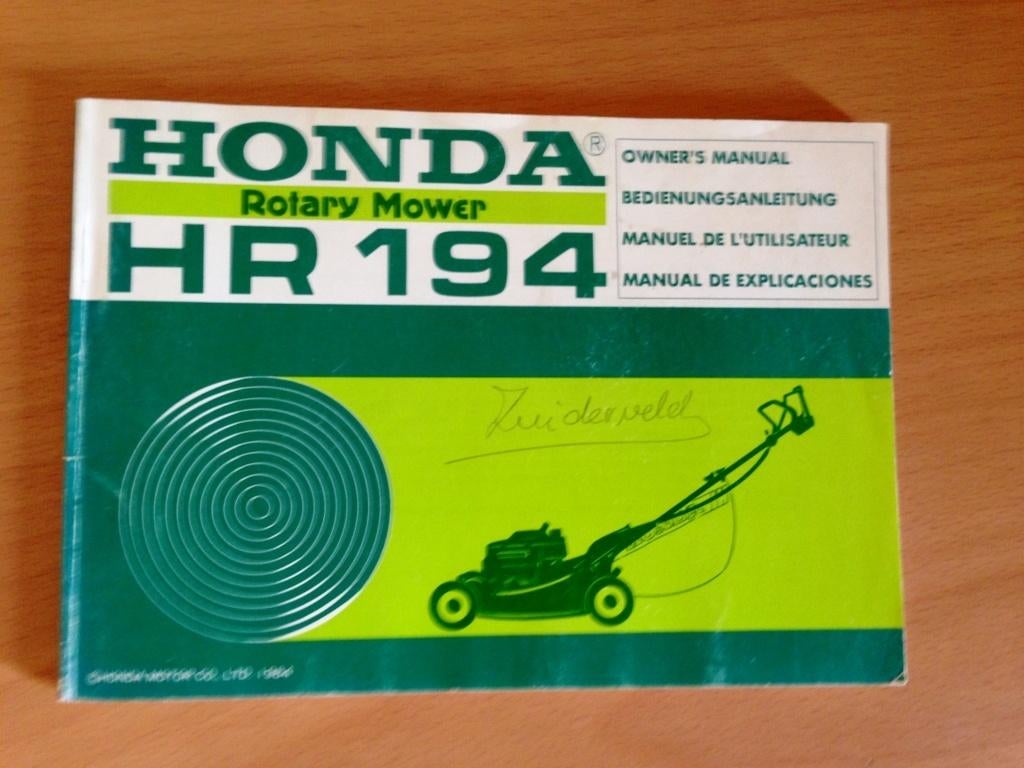 HONDA®
Rotary Mower
HR 194
OWNER'S MANUAL
BEDIENUNGSANLEITUNG
MANUEL DE L'UTILISATEUR
MANUAL DE EXPLICACIONES
Zuiderveld
©HONDA MOTOR CO., LTD. 1984